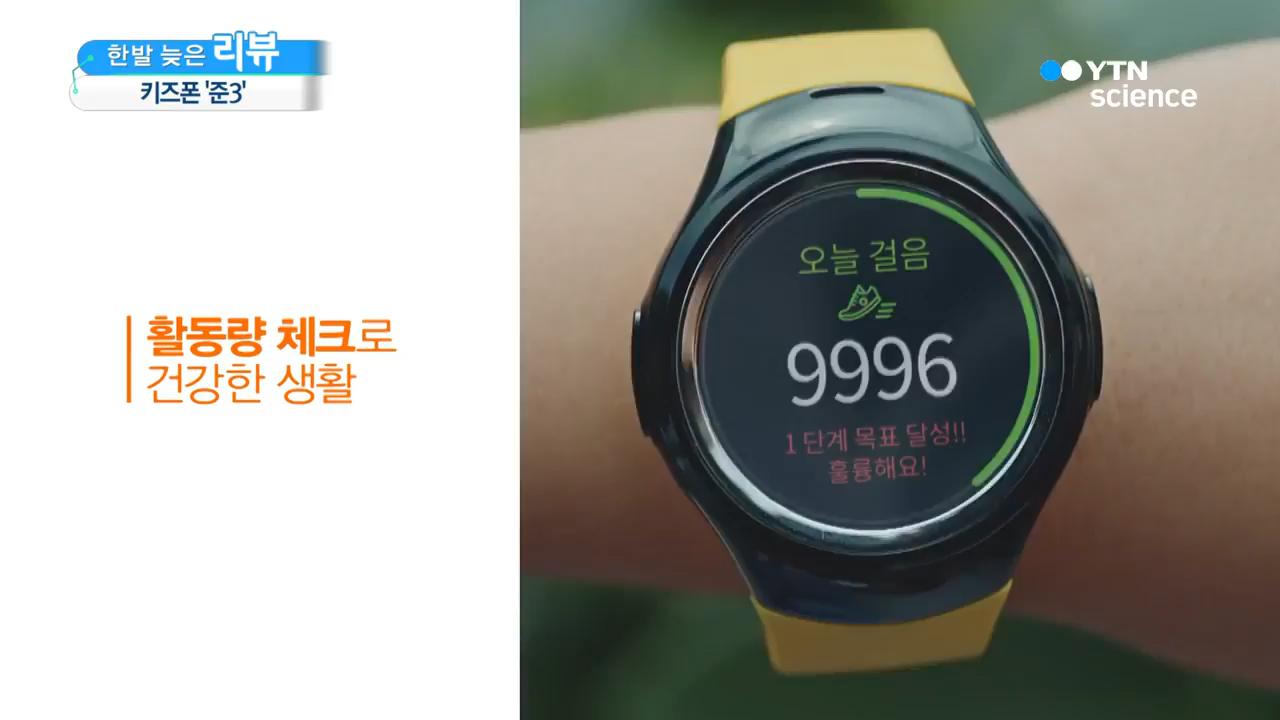 한발 늦은 리뷰
키즈폰 '준3'
YTN
science
활동량 체크로
건강한 생활
오늘 걸음
9996
1 단계 목표 달성!!
훌륭해요!